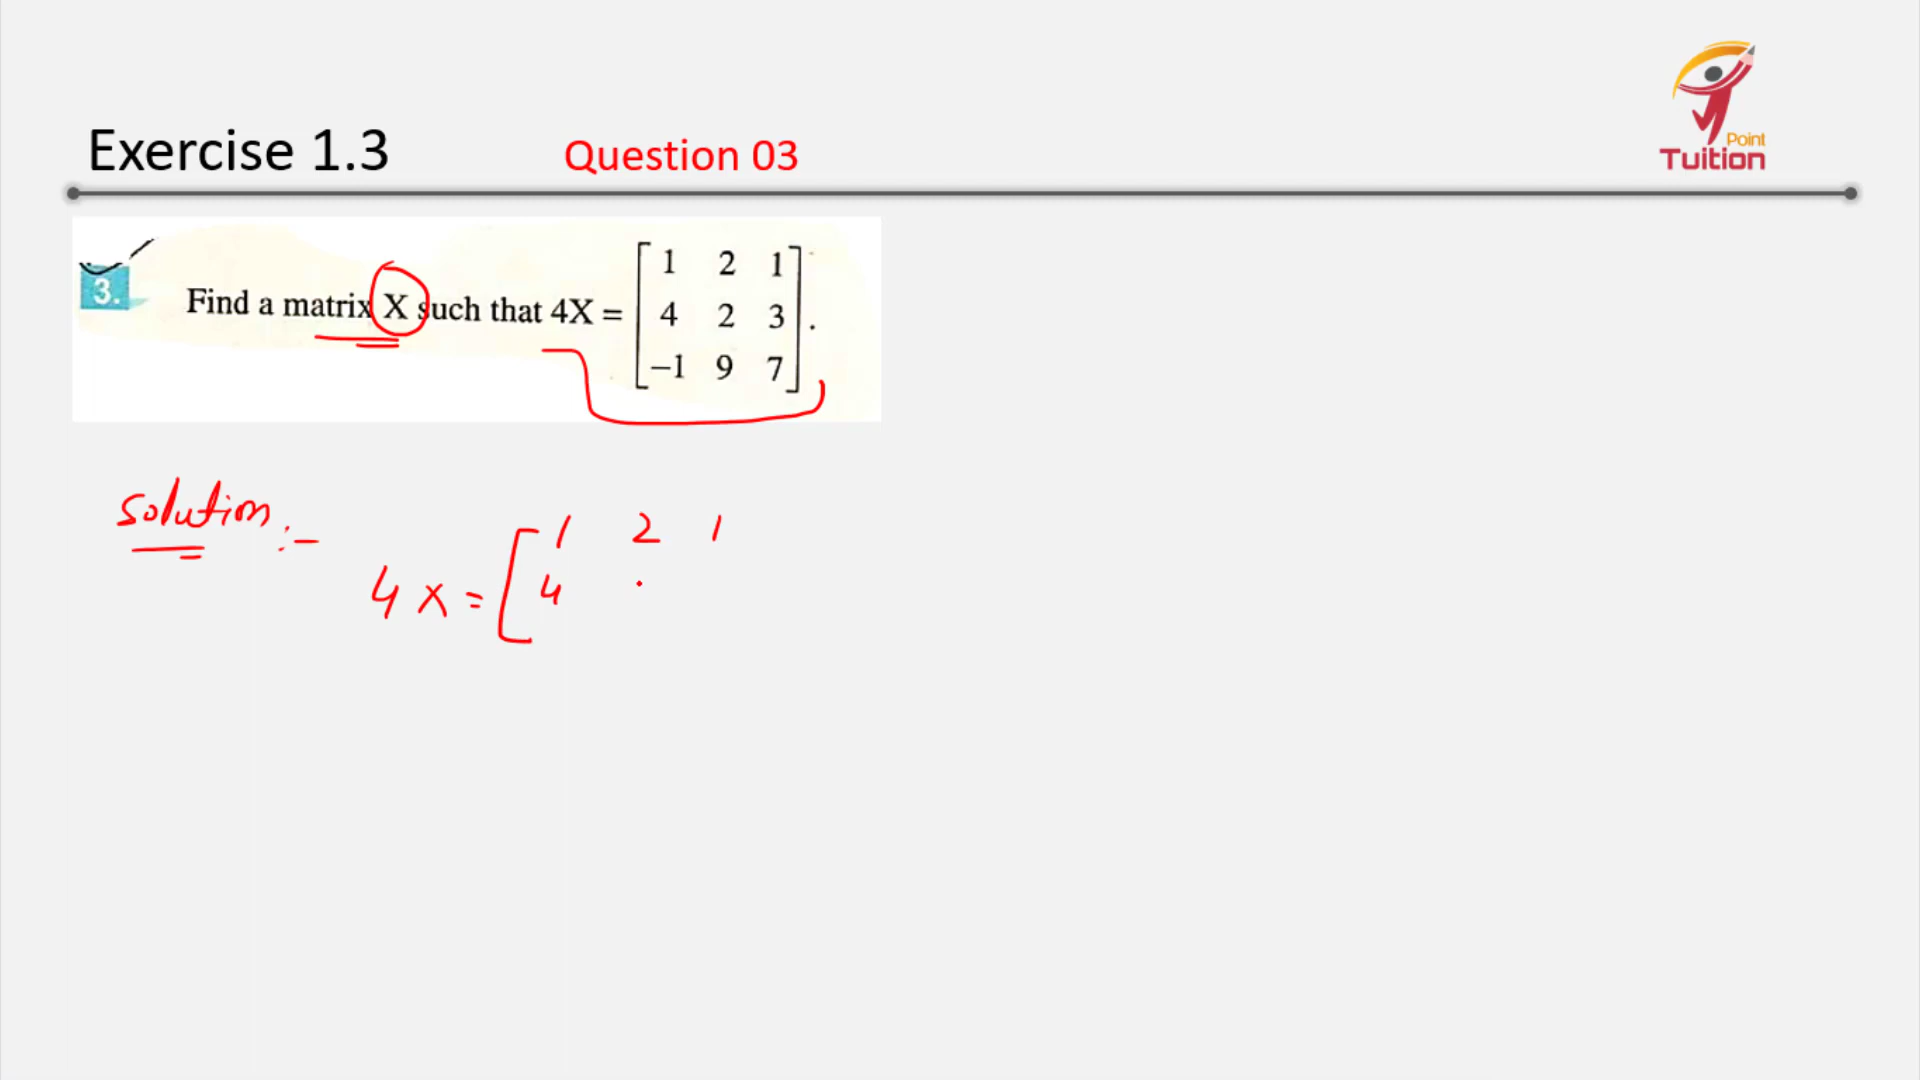 Point
Tuition
Exercise 1.3 Question 03
3. Find a matrix X such that 4X = [1 2 1
4 2 3
-1 9 7].
Solution :-
4X = [1 2 1
4